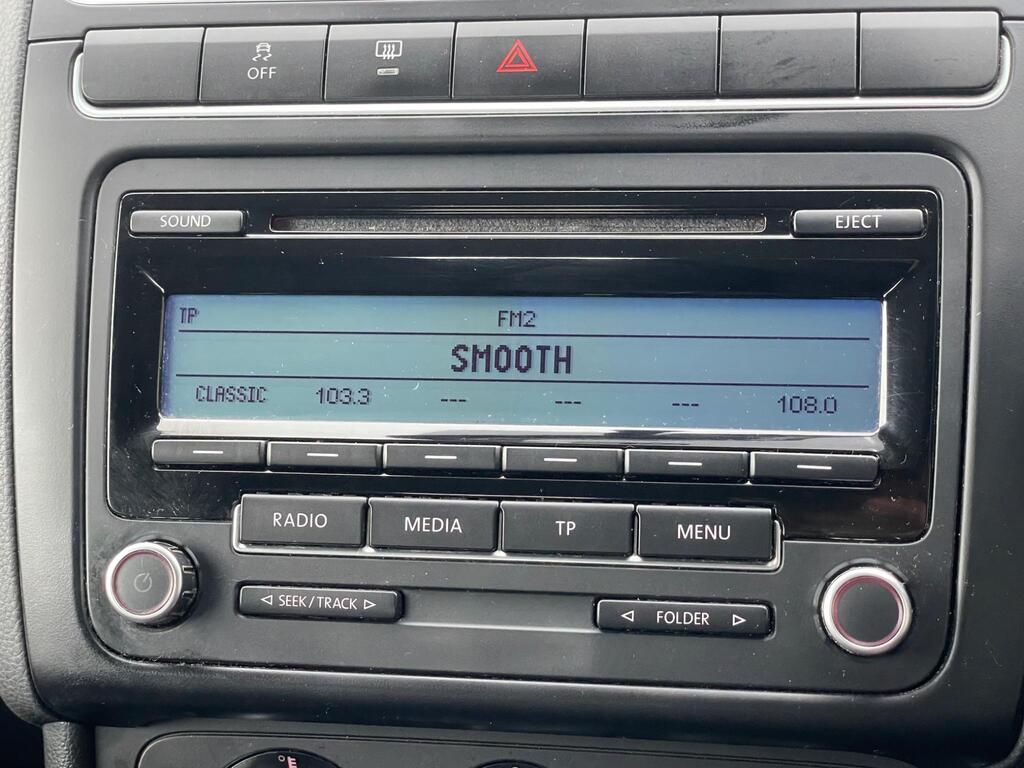 OFF
SOUND
EJECT
TP FM2
SMOOTH
CLASSIC 103.3 --- --- --- 108.0
RADIO MEDIA TP MENU
SEEK/TRACK
FOLDER
°F